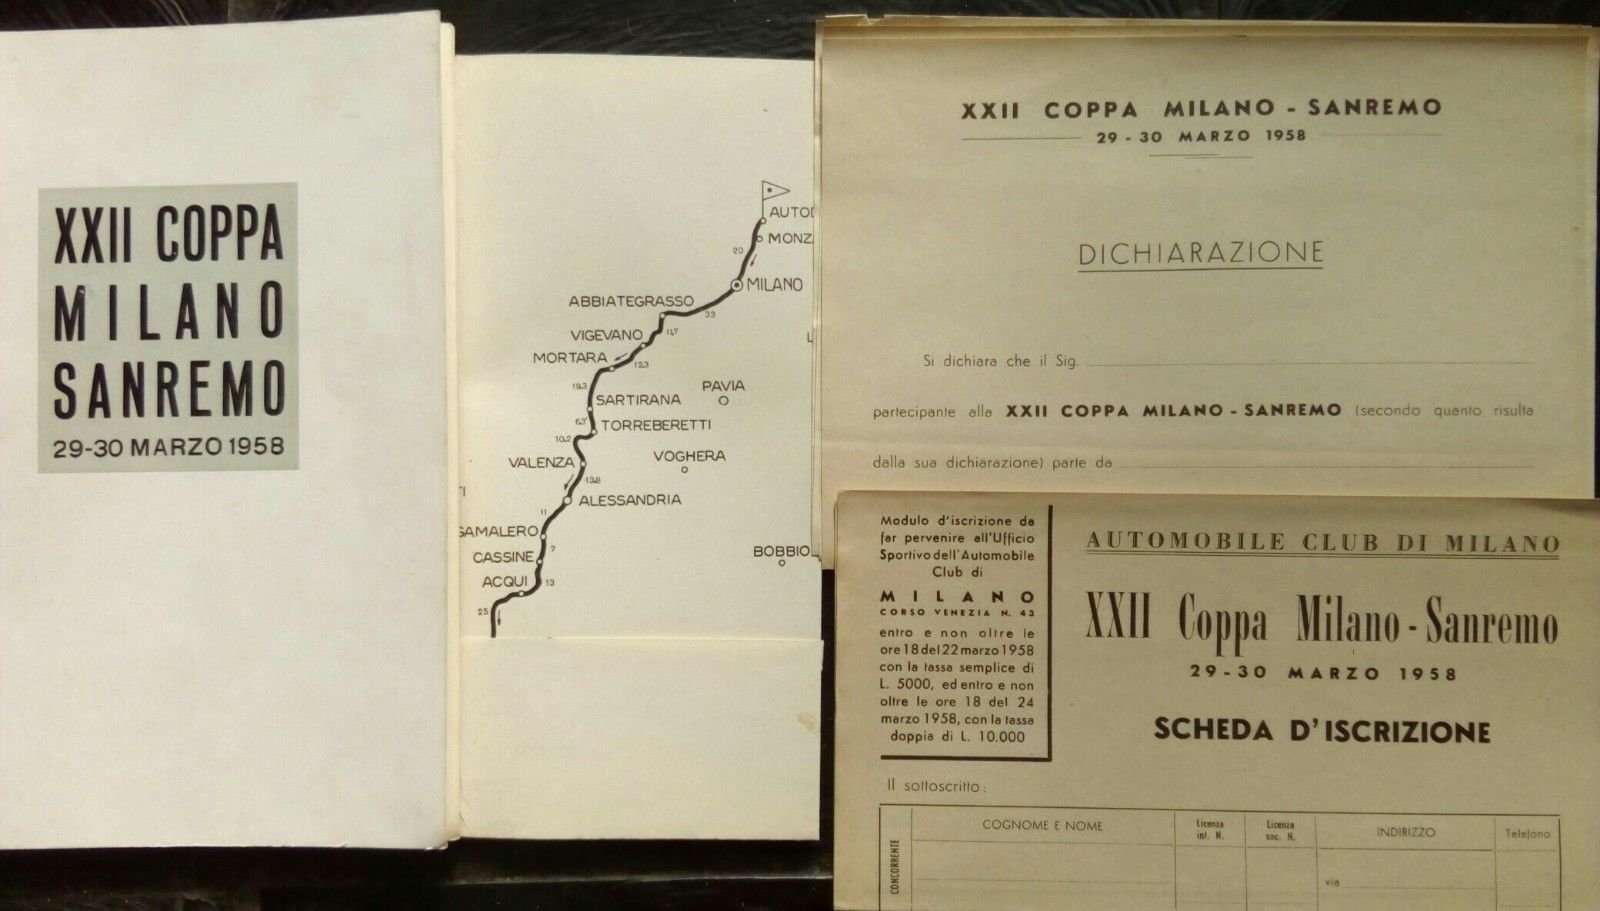 XXII COPPA
MILANO
SANREMO
29-30 MARZO 1958
MILANO
20
ABBIATEGRASSO
33
11,7
VIGEVANO
MORTARA
12,3
19,3
PAVIA
SARTIRANA
6,3
TORREBERETTI
10,2
VOGHERA
VALENZA
13,8
ALESSANDRIA
11
GAMALERO
7
CASSINE
BOBBIO
ACQUI
13
25
XXII COPPA MILANO - SANREMO
29 - 30 MARZO 1958
DICHIARAZIONE
Si dichiara che il Sig.
partecipante alla XXII COPPA MILANO - SANREMO (secondo quanto risulta
dalla sua dichiarazione) parte da
Modulo d'iscrizione da
far pervenire all'Ufficio
Sportivo dell'Automobile
Club di
MILANO
CORSO VENEZIA N. 43
entro e non oltre le
ore 18 del 22 marzo 1958
con la tassa semplice di
L. 5000, ed entro e non
oltre le ore 18 del 24
marzo 1958, con la tassa
doppia di L. 10.000
AUTOMOBILE CLUB DI MILANO
XXII Coppa Milano - Sanremo
29 - 30 MARZO 1958
SCHEDA D'ISCRIZIONE
Il sottoscritto:
CONCORRENTE
COGNOME E NOME
Licenza
int. N.
Licenza
soc. N.
INDIRIZZO
Telefono
via